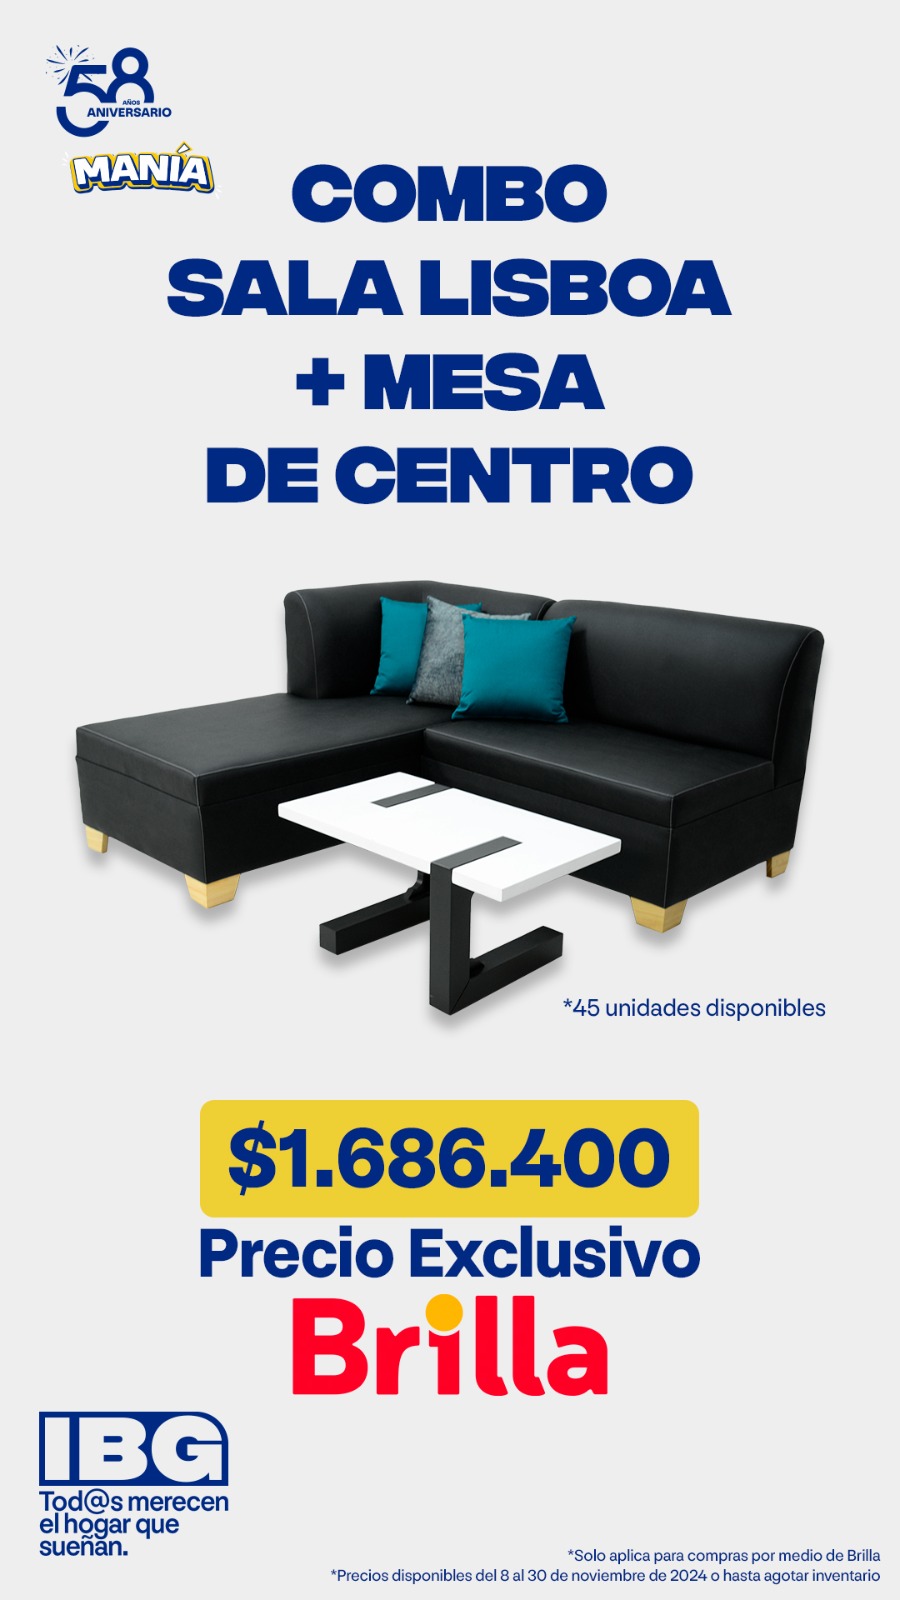 58
AÑOS
ANIVERSARIO
MANÍA
COMBO
SALA LISBOA
+ MESA
DE CENTRO
*45 unidades disponibles
$1.686.400
Precio Exclusivo
Brilla
IBG
Tod@s merecen
el hogar que
sueñan.
*Solo aplica para compras por medio de Brilla
*Precios disponibles del 8 al 30 de noviembre de 2024 o hasta agotar inventario